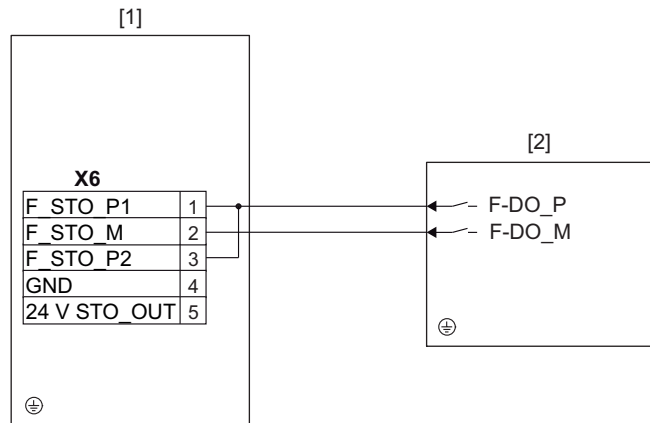 [1]
[2]
X6
F_STO_P1 1
F_STO_M 2
F_STO_P2 3
GND 4
24 V STO_OUT 5
F-DO_P
F-DO_M